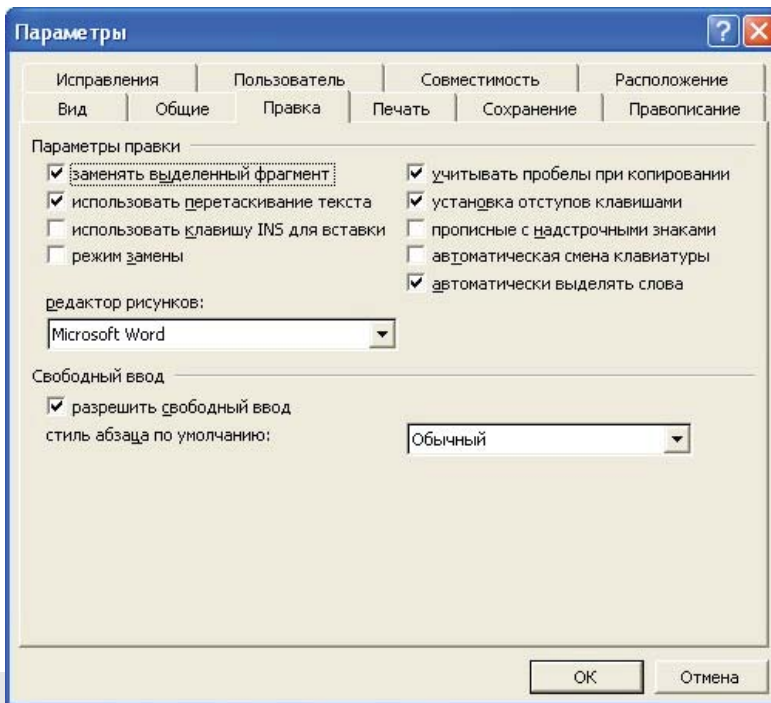 Параметры
Исправления Пользователь Совместимость Расположение
Вид Общие Правка Печать Сохранение Правописание
Параметры правки
заменять выделенный фрагмент учитывать пробелы при копировании
использовать перетаскивание текста установка отступов клавишами
использовать клавишу INS для вставки прописные с надстрочными знаками
режим замены автоматическая смена клавиатуры
автоматически выделять слова
редактор рисунков:
Microsoft Word
Свободный ввод
разрешить свободный ввод
стиль абзаца по умолчанию: Обычный
ОК Отмена